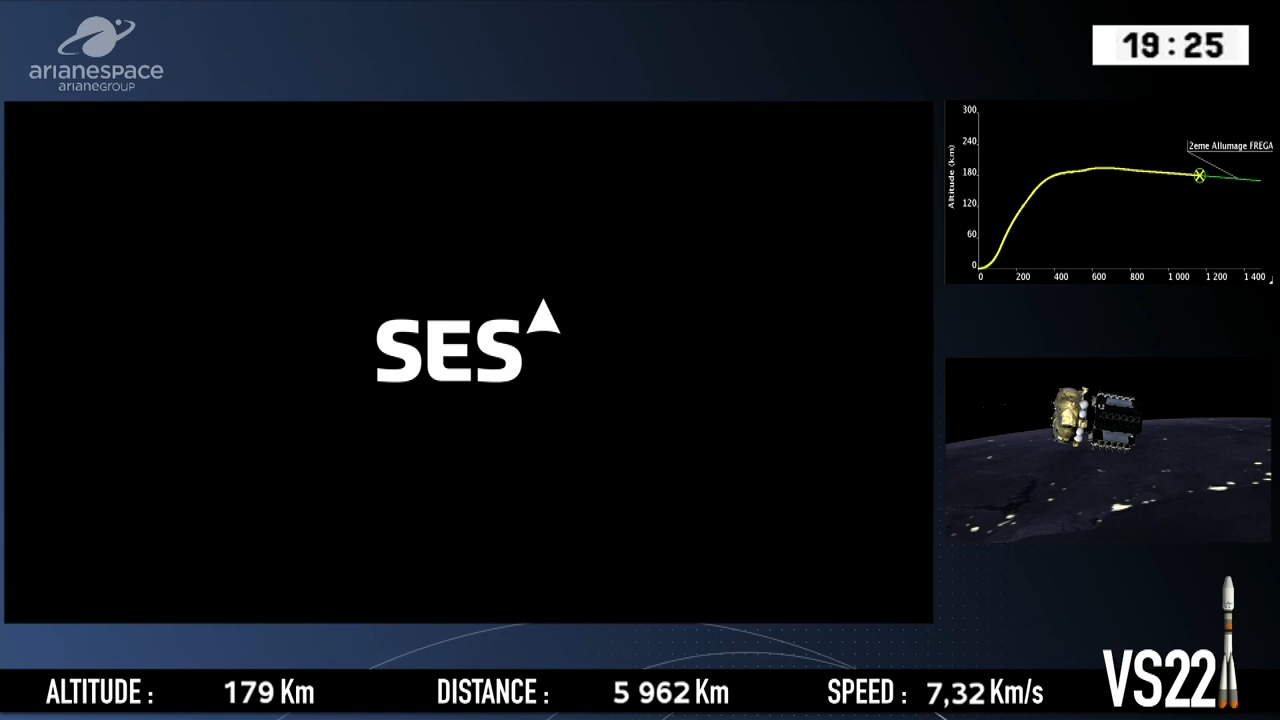 arianespace
arianeGROUP
19:25
300
240
180
120
60
0
Altitude (km)
2eme Allumage FREGA
0 200 400 600 800 1 000 1 200 1 400
SES
ALTITUDE : 179 Km DISTANCE : 5 962 Km SPEED : 7,32 Km/s
VS22